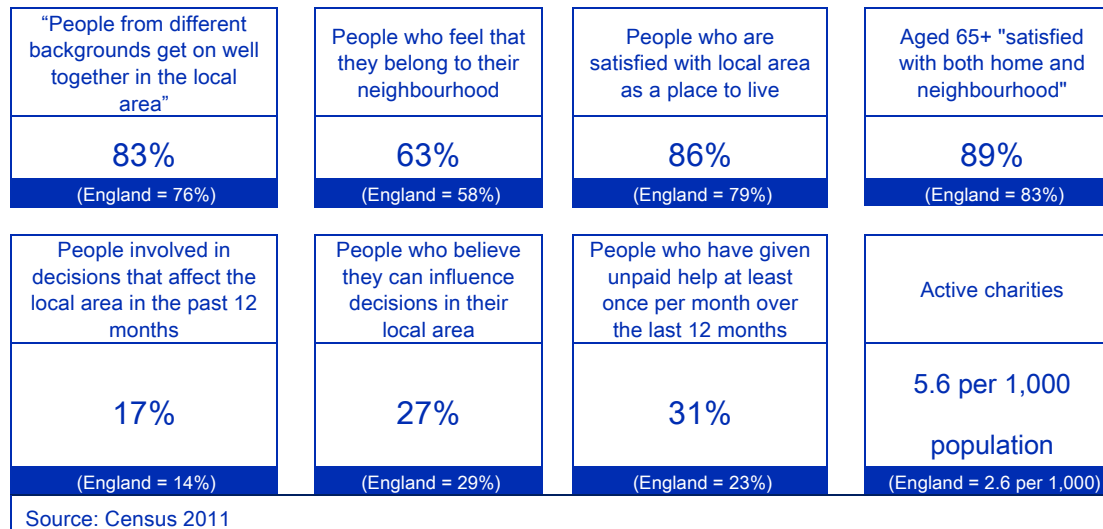 “People from different
backgrounds get on well
together in the local
area”
83%
(England = 76%)
People who feel that
they belong to their
neighbourhood
63%
(England = 58%)
People who are
satisfied with local area
as a place to live
86%
(England = 79%)
Aged 65+ "satisfied
with both home and
neighbourhood"
89%
(England = 83%)
People involved in
decisions that affect the
local area in the past 12
months
17%
(England = 14%)
People who believe
they can influence
decisions in their
local area
27%
(England = 29%)
People who have given
unpaid help at least
once per month over
the last 12 months
31%
(England = 23%)
Active charities
5.6 per 1,000
population
(England = 2.6 per 1,000)
Source: Census 2011